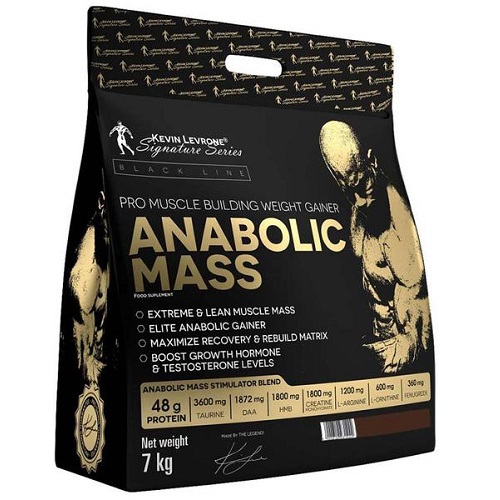 KEVIN LEVRONE®
Signature Series
BLACK LINE
PRO MUSCLE BUILDING WEIGHT GAINER
ANABOLIC
MASS
FOOD SUPLEMENT
EXTREME & LEAN MUSCLE MASS
ELITE ANABOLIC GAINER
MAXIMIZE RECOVERY & REBUILD MATRIX
BOOST GROWTH HORMONE
& TESTOSTERONE LEVELS
ANABOLIC MASS STIMULATOR BLEND
48 g PROTEIN
3600 mg TAURINE
1872 mg DAA
1800 mg HMB
1800 mg CREATINE MONOHYDRATE
1200 mg L-ARGININE
600 mg L-ORNITHINE
360 mg FENUGREEK
Net weight
7 kg
MADE BY THE LEGEND!